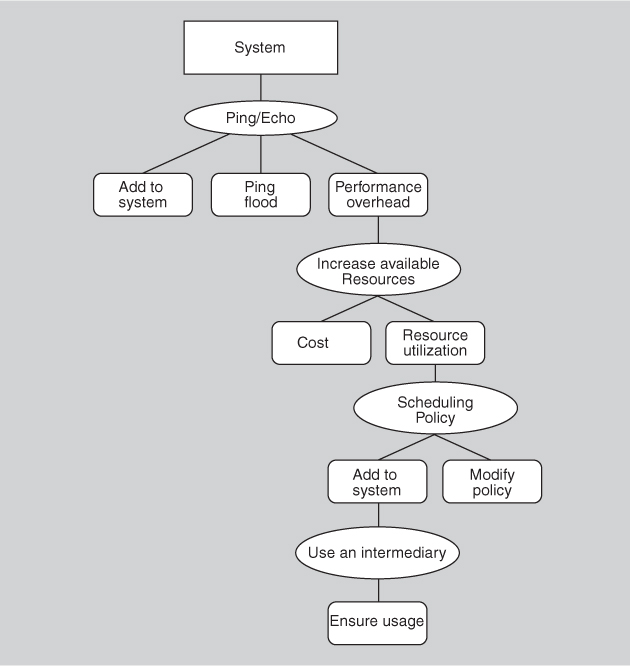 System
Ping/Echo
Add to
system
Ping
flood
Performance
overhead
Increase available
Resources
Cost
Resource
utilization
Scheduling
Policy
Add to
system
Modify
policy
Use an intermediary
Ensure usage